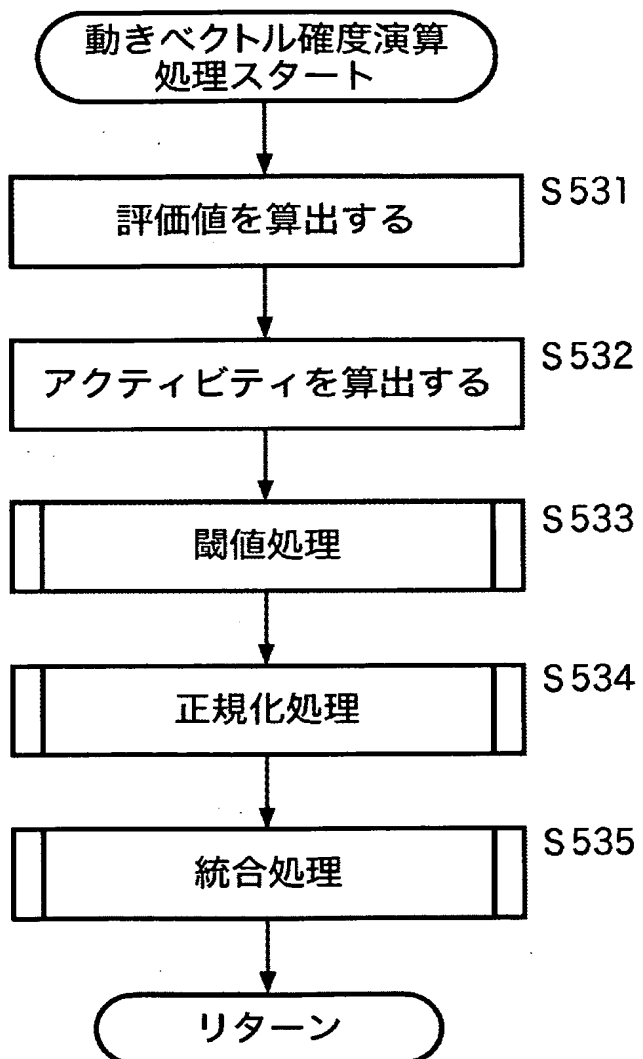 動きベクトル確度演算
処理スタート
S531
評価値を算出する
S532
アクティビティを算出する
S533
閾値処理
S534
正規化処理
S535
統合処理
リターン